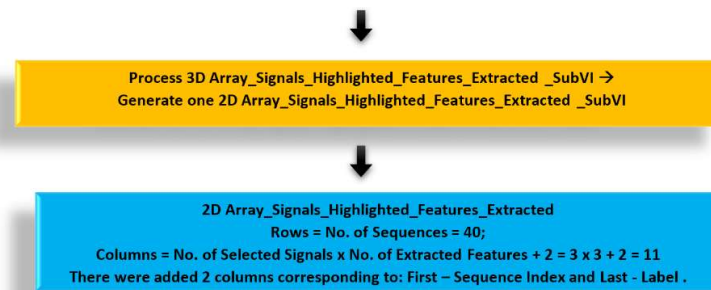 Process 3D Array_Signals_Highlighted_Features_Extracted _SubVI →
Generate one 2D Array_Signals_Highlighted_Features_Extracted _SubVI
2D Array_Signals_Highlighted_Features_Extracted
Rows = No. of Sequences = 40;
Columns = No. of Selected Signals x No. of Extracted Features + 2 = 3 x 3 + 2 = 11
There were added 2 columns corresponding to: First – Sequence Index and Last - Label .